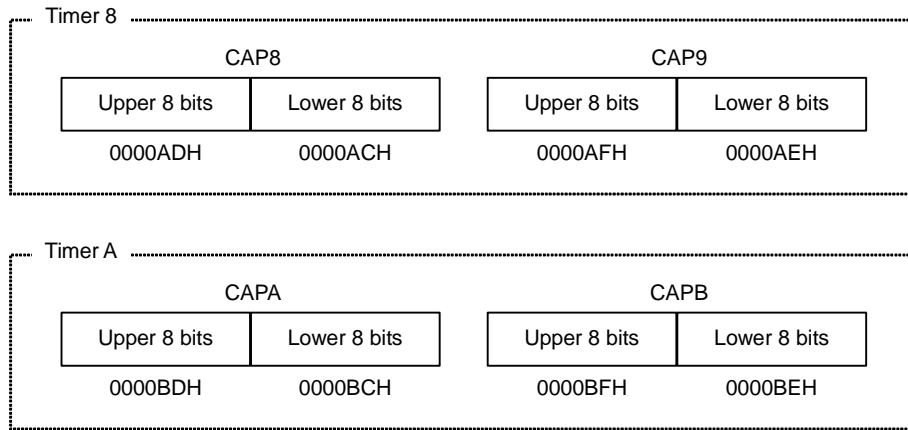 Timer 8
CAP8 CAP9
Upper 8 bits Lower 8 bits Upper 8 bits Lower 8 bits
0000ADH 0000ACH 0000AFH 0000AEH
Timer A
CAPA CAPB
Upper 8 bits Lower 8 bits Upper 8 bits Lower 8 bits
0000BDH 0000BCH 0000BFH 0000BEH